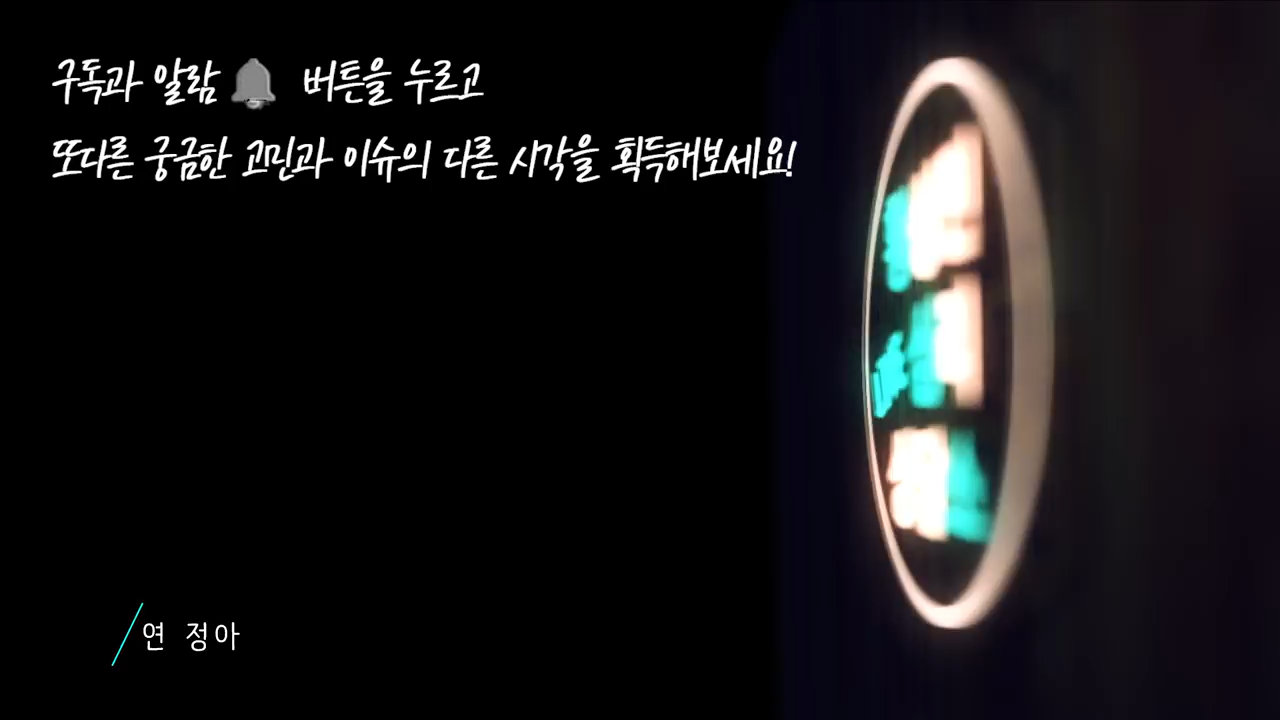 구독과 알람 🔔 버튼을 누르고
또다른 궁금한 고민과 이슈의 다른 시각을 획득해보세요!
연 정아